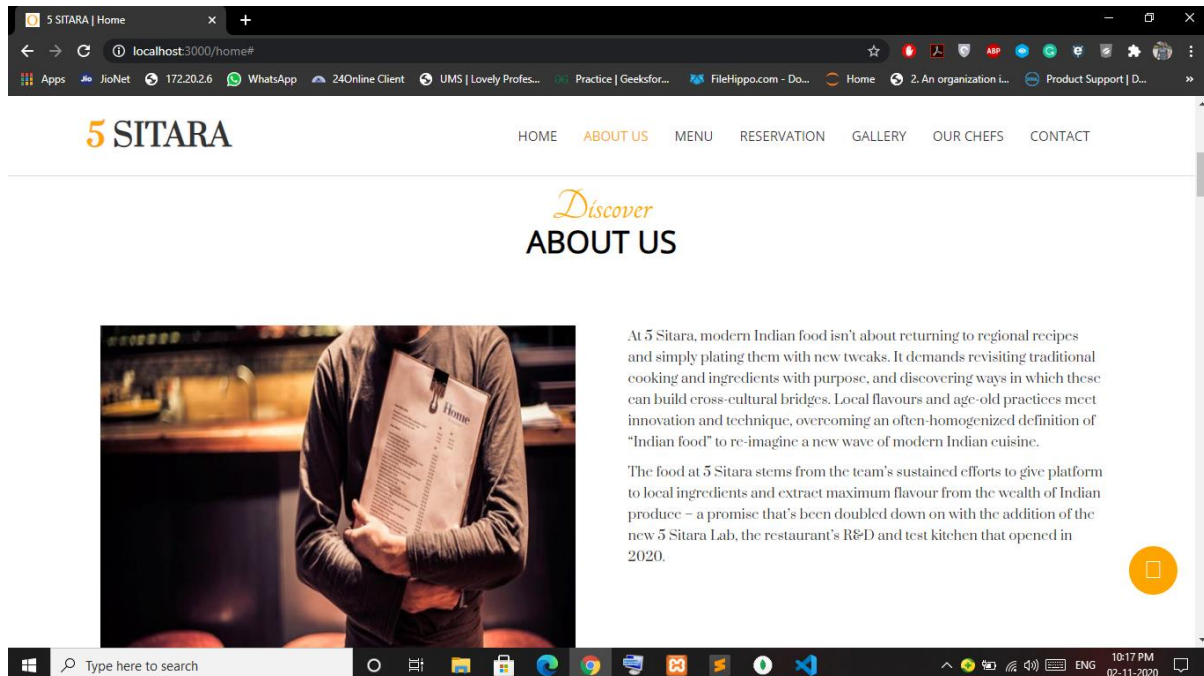 5 SITARA | Home
localhost:3000/home#
ABP
Apps
Jio
JioNet
172.20.2.6
WhatsApp
24Online Client
UMS | Lovely Profes...
Practice | Geeksfor...
FileHippo.com - Do...
Home
2. An organization i...
Product Support | D...
»
5 SITARA
HOME ABOUT US MENU RESERVATION GALLERY OUR CHEFS CONTACT
Discover
ABOUT US
Home
At 5 Sitara, modern Indian food isn’t about returning to regional recipes
and simply plating them with new tweaks. It demands revisiting traditional
cooking and ingredients with purpose, and discovering ways in which these
can build cross-cultural bridges. Local flavours and age-old practices meet
innovation and technique, overcoming an often-homogenized definition of
“Indian food” to re-imagine a new wave of modern Indian cuisine.
The food at 5 Sitara stems from the team’s sustained efforts to give platform
to local ingredients and extract maximum flavour from the wealth of Indian
produce – a promise that’s been doubled down on with the addition of the
new 5 Sitara Lab, the restaurant’s R&D and test kitchen that opened in
2020.
Type here to search
ENG
10:17 PM
02-11-2020